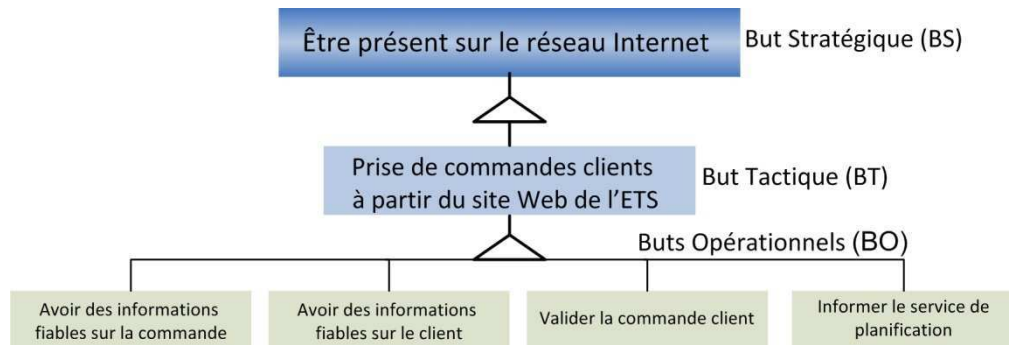 Être présent sur le réseau Internet
But Stratégique (BS)
Prise de commandes clients
à partir du site Web de l'ETS
But Tactique (BT)
Buts Opérationnels (BO)
Avoir des informations
fiables sur la commande
Avoir des informations
fiables sur le client
Valider la commande client
Informer le service de
planification